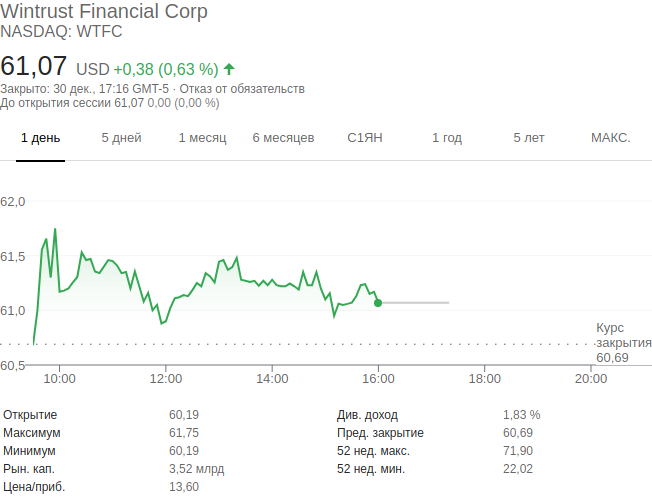 Wintrust Financial Corp
NASDAQ: WTFC
61,07 USD +0,38 (0,63 %)
Закрыто: 30 дек., 17:16 GMT-5 · Отказ от обязательств
До открытия сессии 61,07 0,00 (0,00 %)
1 день 5 дней 1 месяц 6 месяцев С1ЯН 1 год 5 лет МАКС.
62,0
61,5
61,0
Курс
закрытия
60,69
60,5
10:00 12:00 14:00 16:00 18:00 20:00
Открытие 60,19 Див. доход 1,83 %
Максимум 61,75 Пред. закрытие 60,69
Минимум 60,19 52 нед. макс. 71,90
Рын. кап. 3,52 млрд 52 нед. мин. 22,02
Цена/приб. 13,60